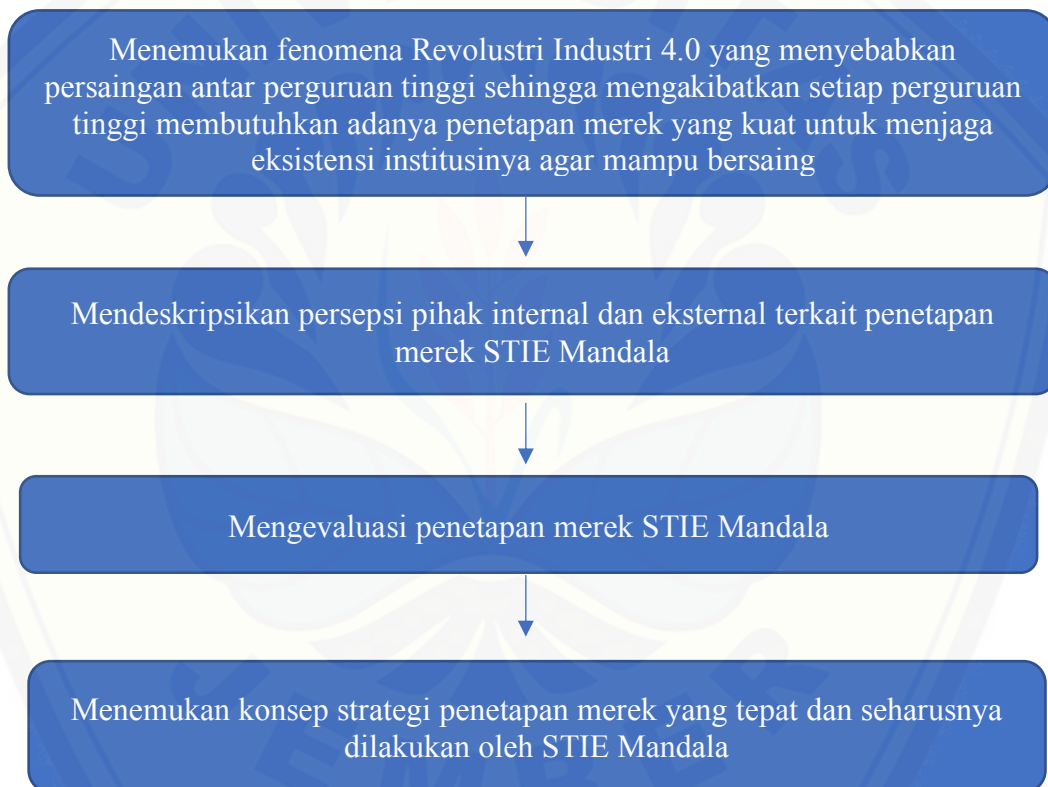 Menemukan fenomena Revolustri Industri 4.0 yang menyebabkan
persaingan antar perguruan tinggi sehingga mengakibatkan setiap perguruan
tinggi membutuhkan adanya penetapan merek yang kuat untuk menjaga
eksistensi institusinya agar mampu bersaing
Mendeskripsikan persepsi pihak internal dan eksternal terkait penetapan
merek STIE Mandala
Mengevaluasi penetapan merek STIE Mandala
Menemukan konsep strategi penetapan merek yang tepat dan seharusnya
dilakukan oleh STIE Mandala